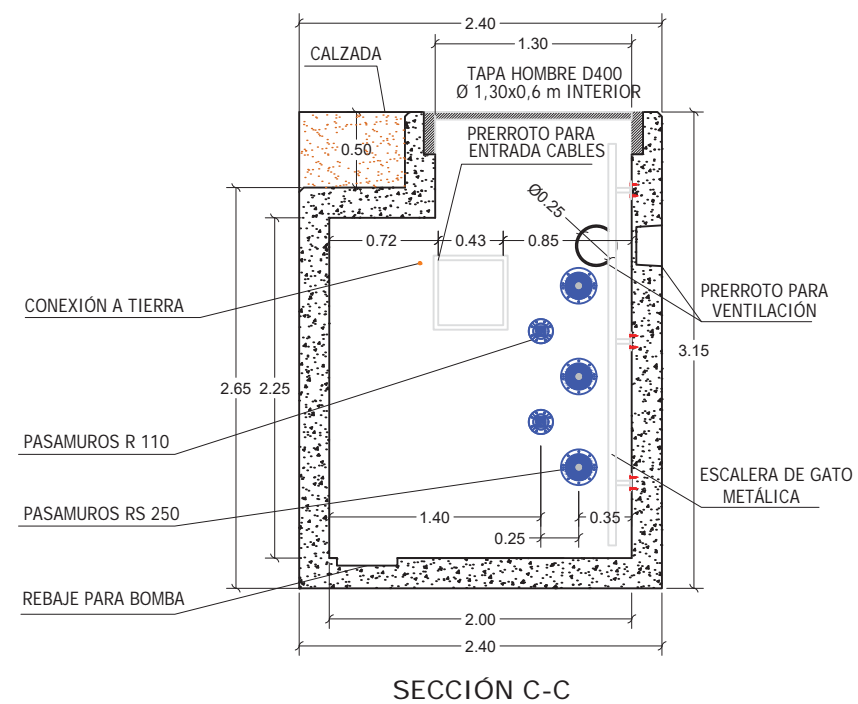 2.40
1.30
CALZADA
TAPA HOMBRE D400
Ø 1,30x0,6 m INTERIOR
PRERROTO PARA
ENTRADA CABLES
0.50
Ø0.25
0.72
0.43
0.85
CONEXIÓN A TIERRA
PRERROTO PARA
VENTILACIÓN
3.15
2.65
2.25
PASAMUROS R 110
ESCALERA DE GATO
METÁLICA
PASAMUROS RS 250
1.40
0.35
0.25
REBAJE PARA BOMBA
2.00
2.40
SECCIÓN C-C